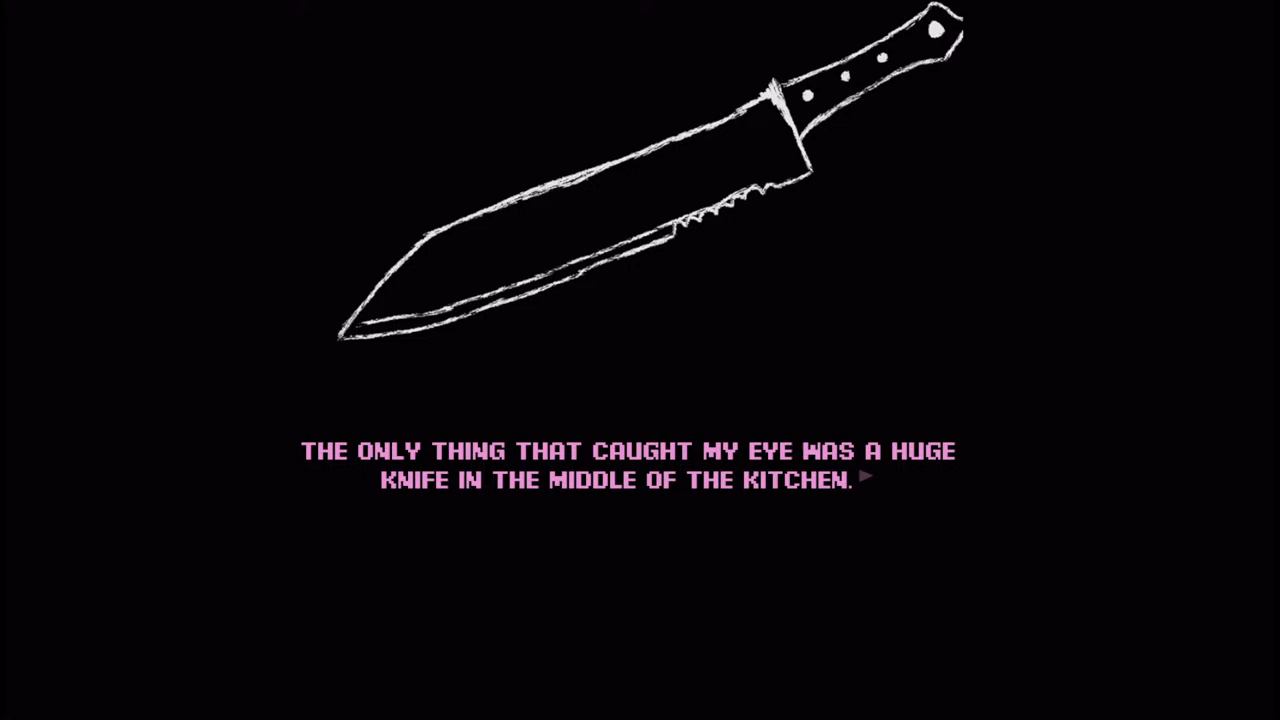 THE ONLY THING THAT CAUGHT MY EYE WAS A HUGE
KNIFE IN THE MIDDLE OF THE KITCHEN.